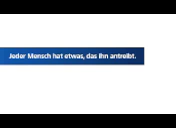 Jeder Mensch hat etwas, das ihn antreibt.